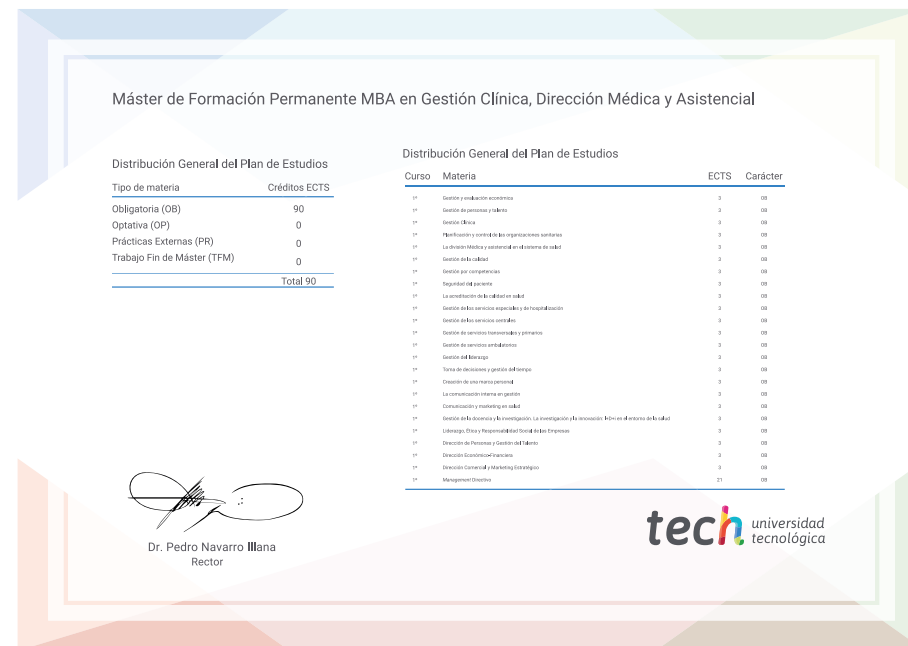 Máster de Formación Permanente MBA en Gestión Clínica, Dirección Médica y Asistencial
Distribución General del Plan de Estudios
Tipo de materia Créditos ECTS
Obligatoria (OB) 90
Optativa (OP) 0
Prácticas Externas (PR) 0
Trabajo Fin de Máster (TFM) 0
Total 90
Distribución General del Plan de Estudios
Curso Materia ECTS Carácter
1º Gestión y evaluación económica 3 OB
1º Gestión de personas y talento 3 OB
1º Gestión Clínica 3 OB
1º Planificación y control de las organizaciones sanitarias 3 OB
1º La división Médica y asistencial en el sistema de salud 3 OB
1º Gestión de la calidad 3 OB
1º Gestión por competencias 3 OB
1º Seguridad del paciente 3 OB
1º La acreditación de la calidad en salud 3 OB
1º Gestión de los servicios especiales y de hospitalización 3 OB
1º Gestión de los servicios centrales 3 OB
1º Gestión de servicios transversales y primarios 3 OB
1º Gestión de servicios ambulatorios 3 OB
1º Gestión del liderazgo 3 OB
1º Toma de decisiones y gestión del tiempo 3 OB
1º Creación de una marca personal 3 OB
1º La comunicación interna en gestión 3 OB
1º Comunicación y marketing en salud 3 OB
1º Gestión de la docencia y la investigación. La investigación y la innovación: I+D+i en el entorno de la salud 3 OB
1º Liderazgo, Ética y Responsabilidad Social de las Empresas 3 OB
1º Dirección de Personas y Gestión del Talento 3 OB
1º Dirección Económico-Financiera 3 OB
1º Dirección Comercial y Marketing Estratégico 3 OB
1º Management Directivo 21 OB
Dr. Pedro Navarro Illana
Rector
tech universidad
tecnológica